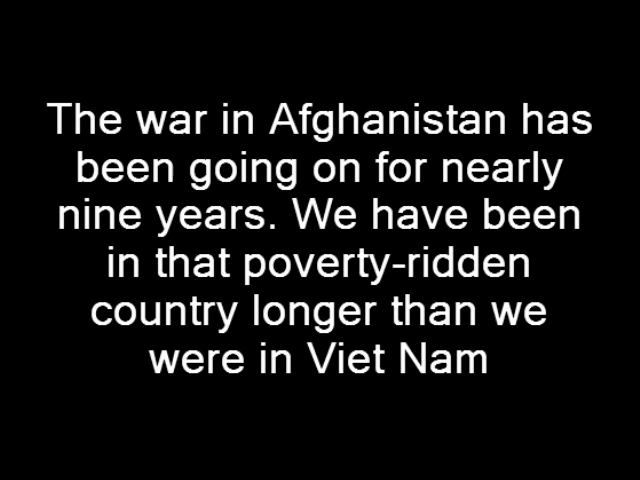 The war in Afghanistan has
been going on for nearly
nine years. We have been
in that poverty-ridden
country longer than we
were in Viet Nam